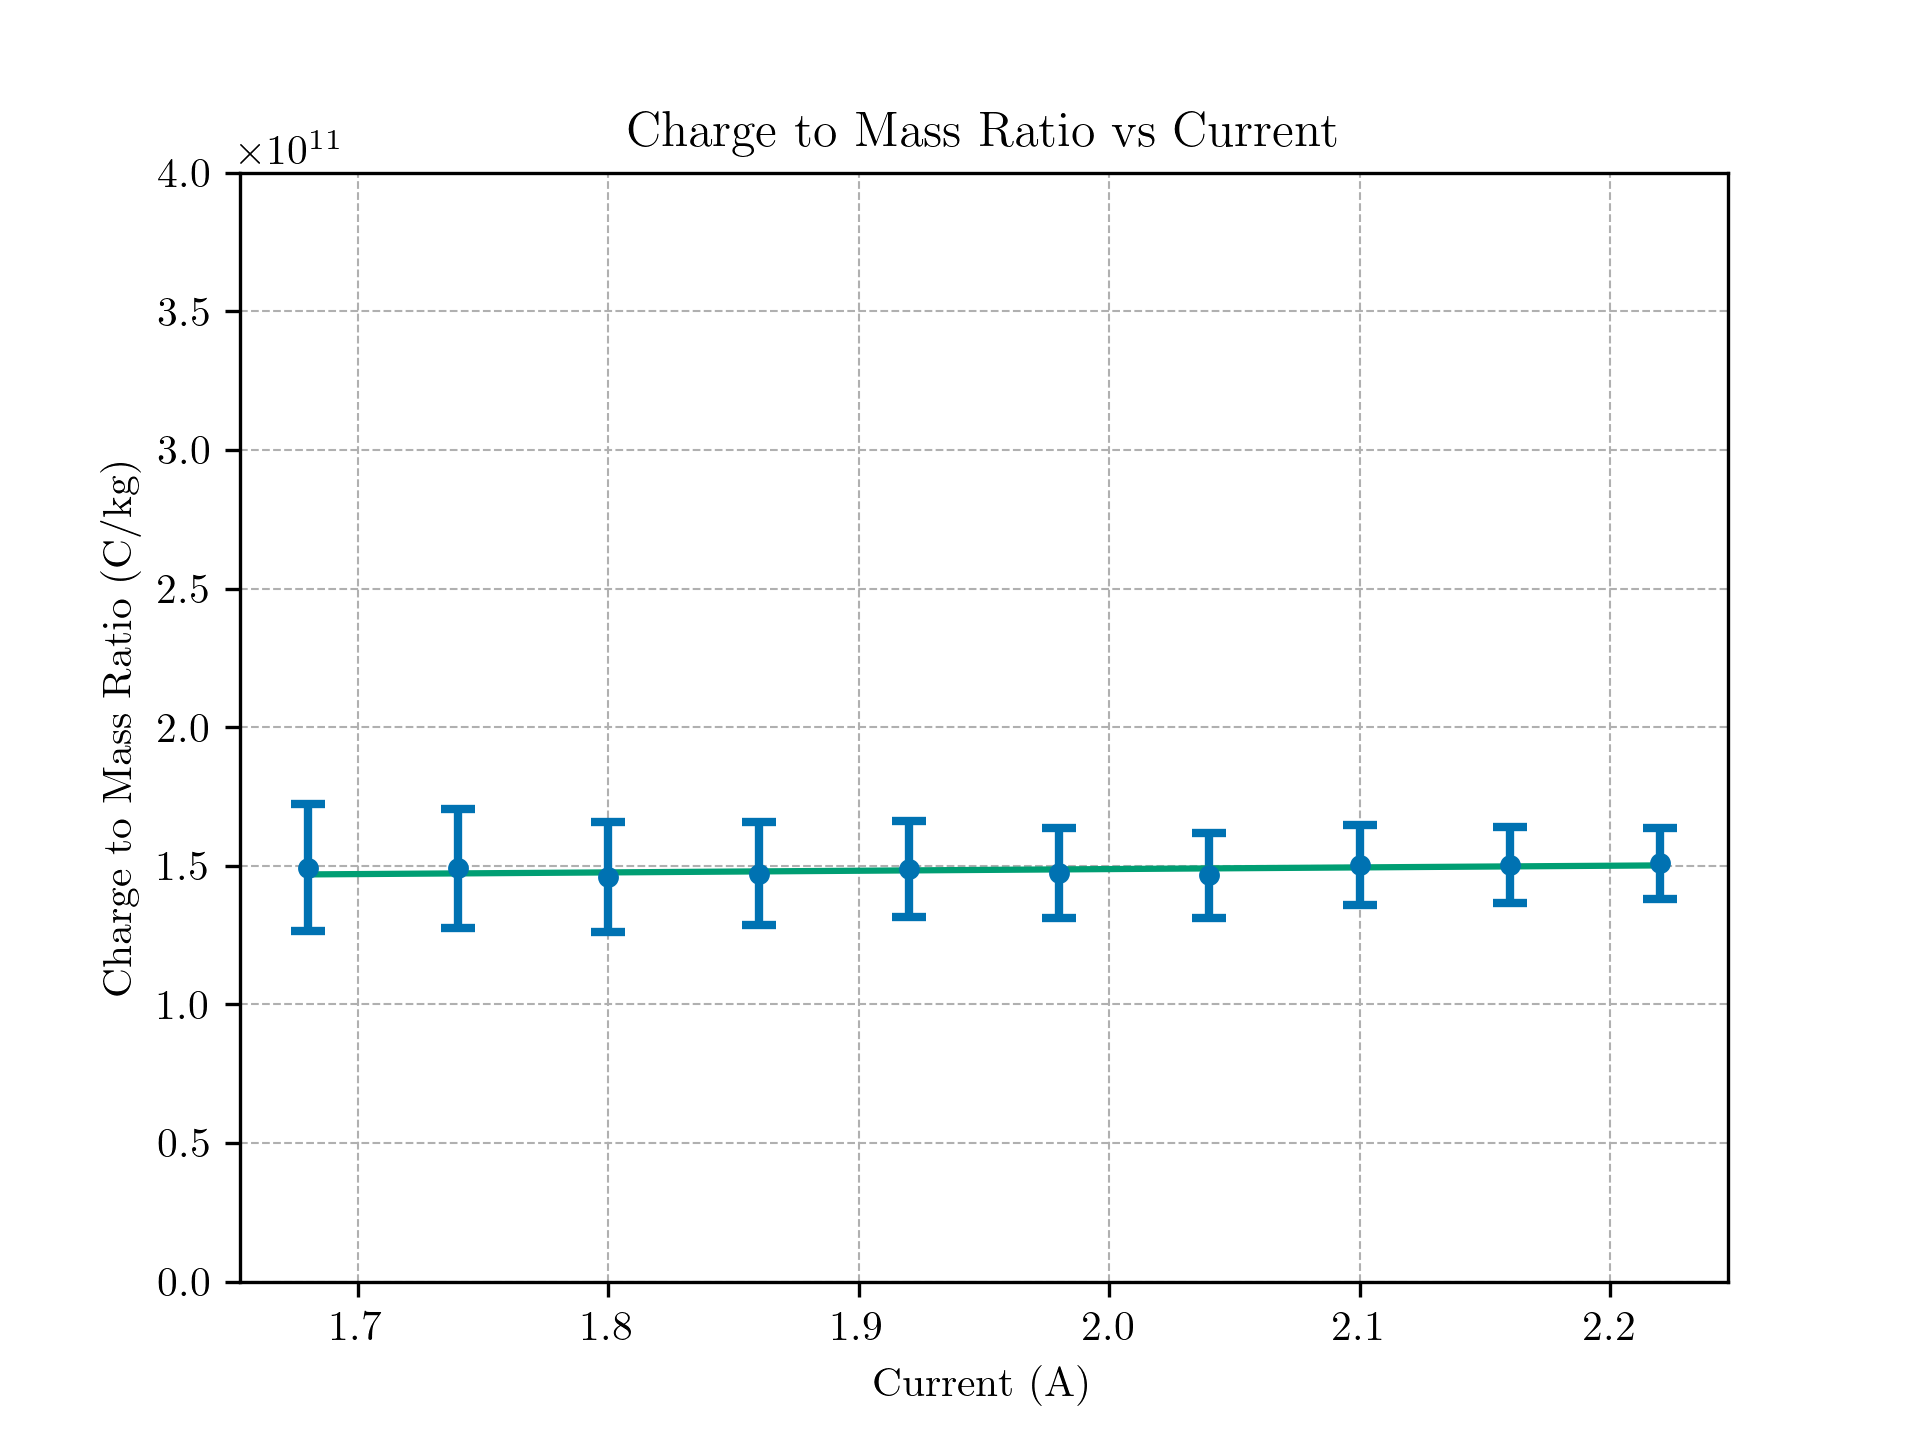 Charge to Mass Ratio vs Current
×10¹¹
4.0
3.5
3.0
2.5
2.0
1.5
1.0
0.5
0.0
Charge to Mass Ratio (C/kg)
1.7 1.8 1.9 2.0 2.1 2.2
Current (A)